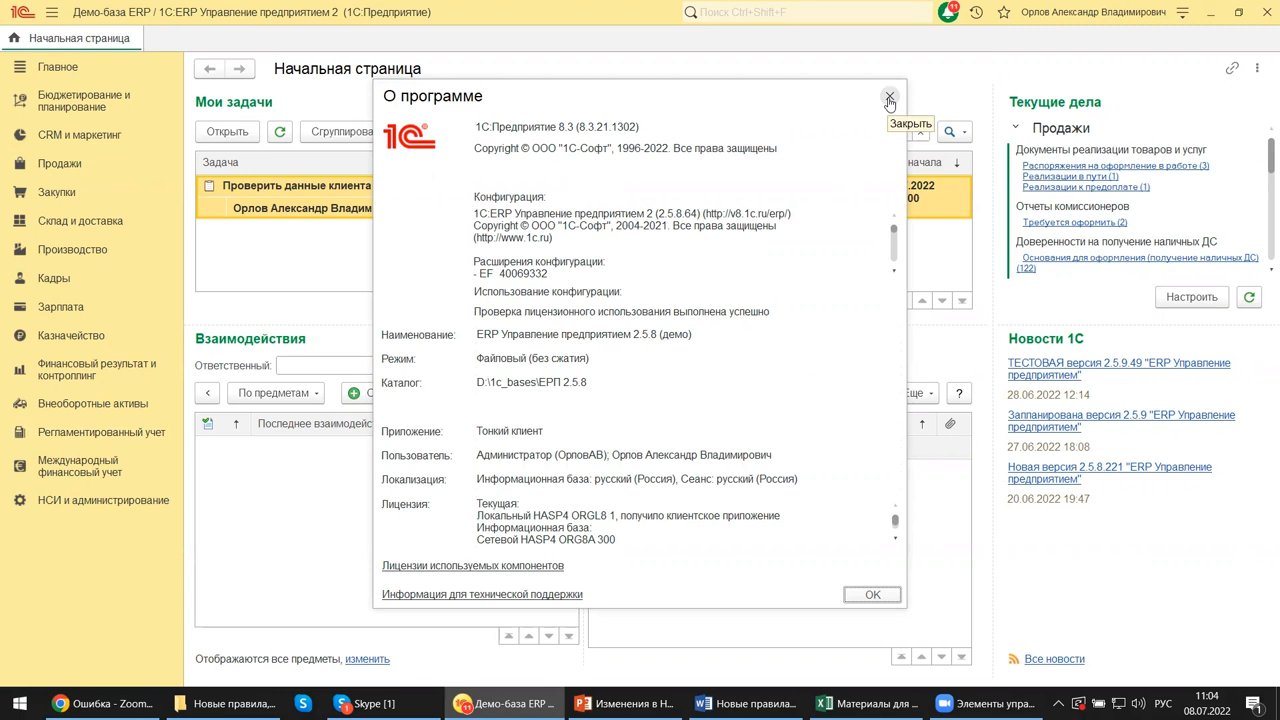 Демо-база ERP / 1С:ERP Управление предприятием 2 (1С:Предприятие)
Поиск Ctrl+Shift+F
11
Орлов Александр Владимирович
Начальная страница
Главное
Бюджетирование и
планирование
CRM и маркетинг
Продажи
Закупки
Склад и доставка
Производство
Кадры
Зарплата
Казначейство
Финансовый результат и
контроллинг
Внеоборотные активы
Регламентированный учет
Международный
финансовый учет
НСИ и администрирование
Начальная страница
Мои задачи
Открыть
Сгруппирова
Задача
начала
Проверить данные клиента
.2022
Орлов Александр Владим
00
Взаимодействия
Ответственный:
По предметам
Еще
?
Последнее взаимодейс
Отображаются все предметы, изменить
О программе
Закрыть
1С
1С:Предприятие 8.3 (8.3.21.1302)
Copyright © ООО "1С-Софт", 1996-2022. Все права защищены
Конфигурация:
1С:ERP Управление предприятием 2 (2.5.8.64) (http://v8.1c.ru/erp/)
Copyright © ООО "1С-Софт", 2004-2021. Все права защищены
(http://www.1c.ru)
Расширения конфигурации:
- EF_40069332
Использование конфигурации:
Проверка лицензионного использования выполнена успешно
Наименование: ERP Управление предприятием 2.5.8 (демо)
Режим: Файловый (без сжатия)
Каталог: D:\1c_bases\ЕРП 2.5.8
Приложение: Тонкий клиент
Пользователь: Администратор (ОрловАВ); Орлов Александр Владимирович
Локализация: Информационная база: русский (Россия), Сеанс: русский (Россия)
Лицензия: Текущая:
Локальный HASP4 ORGL8 1, получило клиентское приложение
Информационная база:
Сетевой HASP4 ORG8A 300
Лицензии используемых компонентов
Информация для технической поддержки
OK
Текущие дела
Продажи
Документы реализации товаров и услуг
Распоряжения на оформление в работе (3)
Реализации в пути (1)
Реализации к предоплате (1)
Отчеты комиссионеров
Требуется оформить (2)
Доверенности на получение наличных ДС
Основания для оформления (получение наличных ДС)
(122)
Настроить
Новости 1С
ТЕСТОВАЯ версия 2.5.9.49 "ERP Управление
предприятием"
28.06.2022 12:14
Запланирована версия 2.5.9 "ERP Управление
предприятием"
27.06.2022 18:08
Новая версия 2.5.8.221 "ERP Управление
предприятием"
20.06.2022 19:47
Все новости
Ошибка - Zoom...
Новые правила,...
Skype [1]
Демо-база ERP ...
Изменения в Н...
Новые правила...
Материалы для ...
Элементы упра...
РУС
11:04
08.07.2022